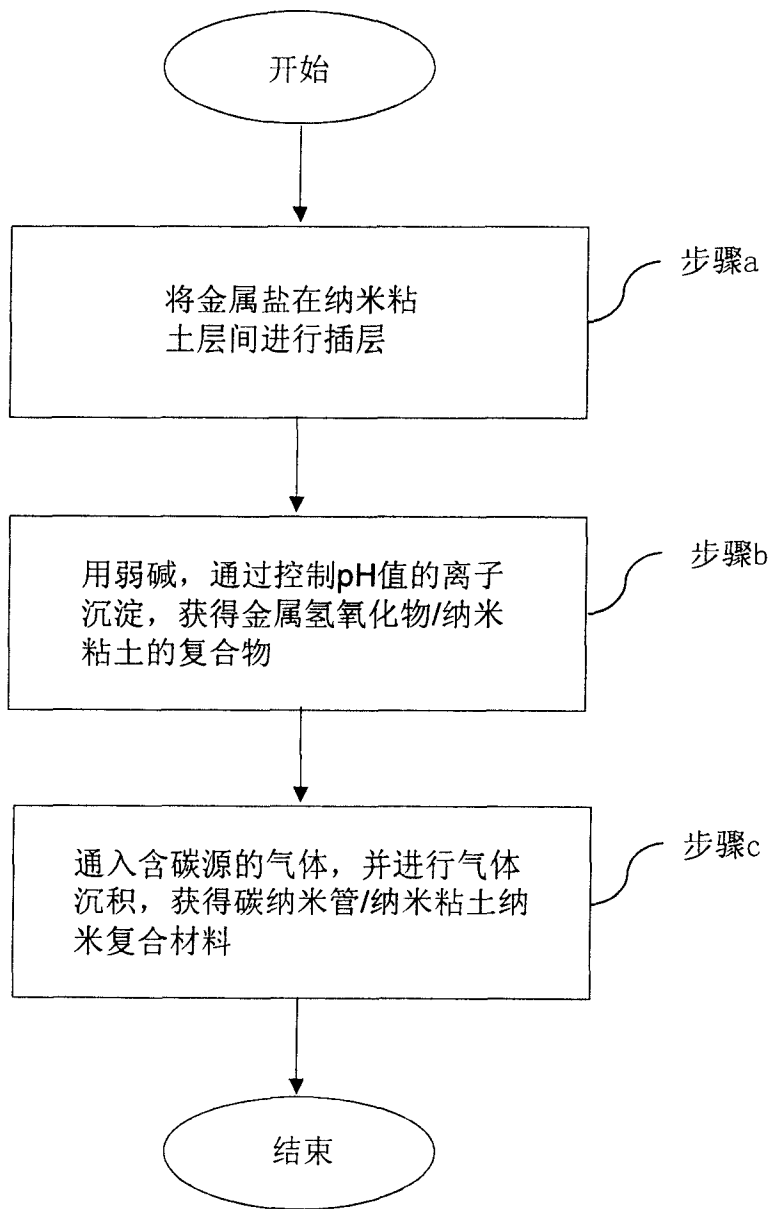 开始
步骤a
将金属盐在纳米粘
土层间进行插层
步骤b
用弱碱，通过控制pH值的离子
沉淀，获得金属氢氧化物/纳米
粘土的复合物
步骤c
通入含碳源的气体，并进行气体
沉积，获得碳纳米管/纳米粘土纳
米复合材料
结束